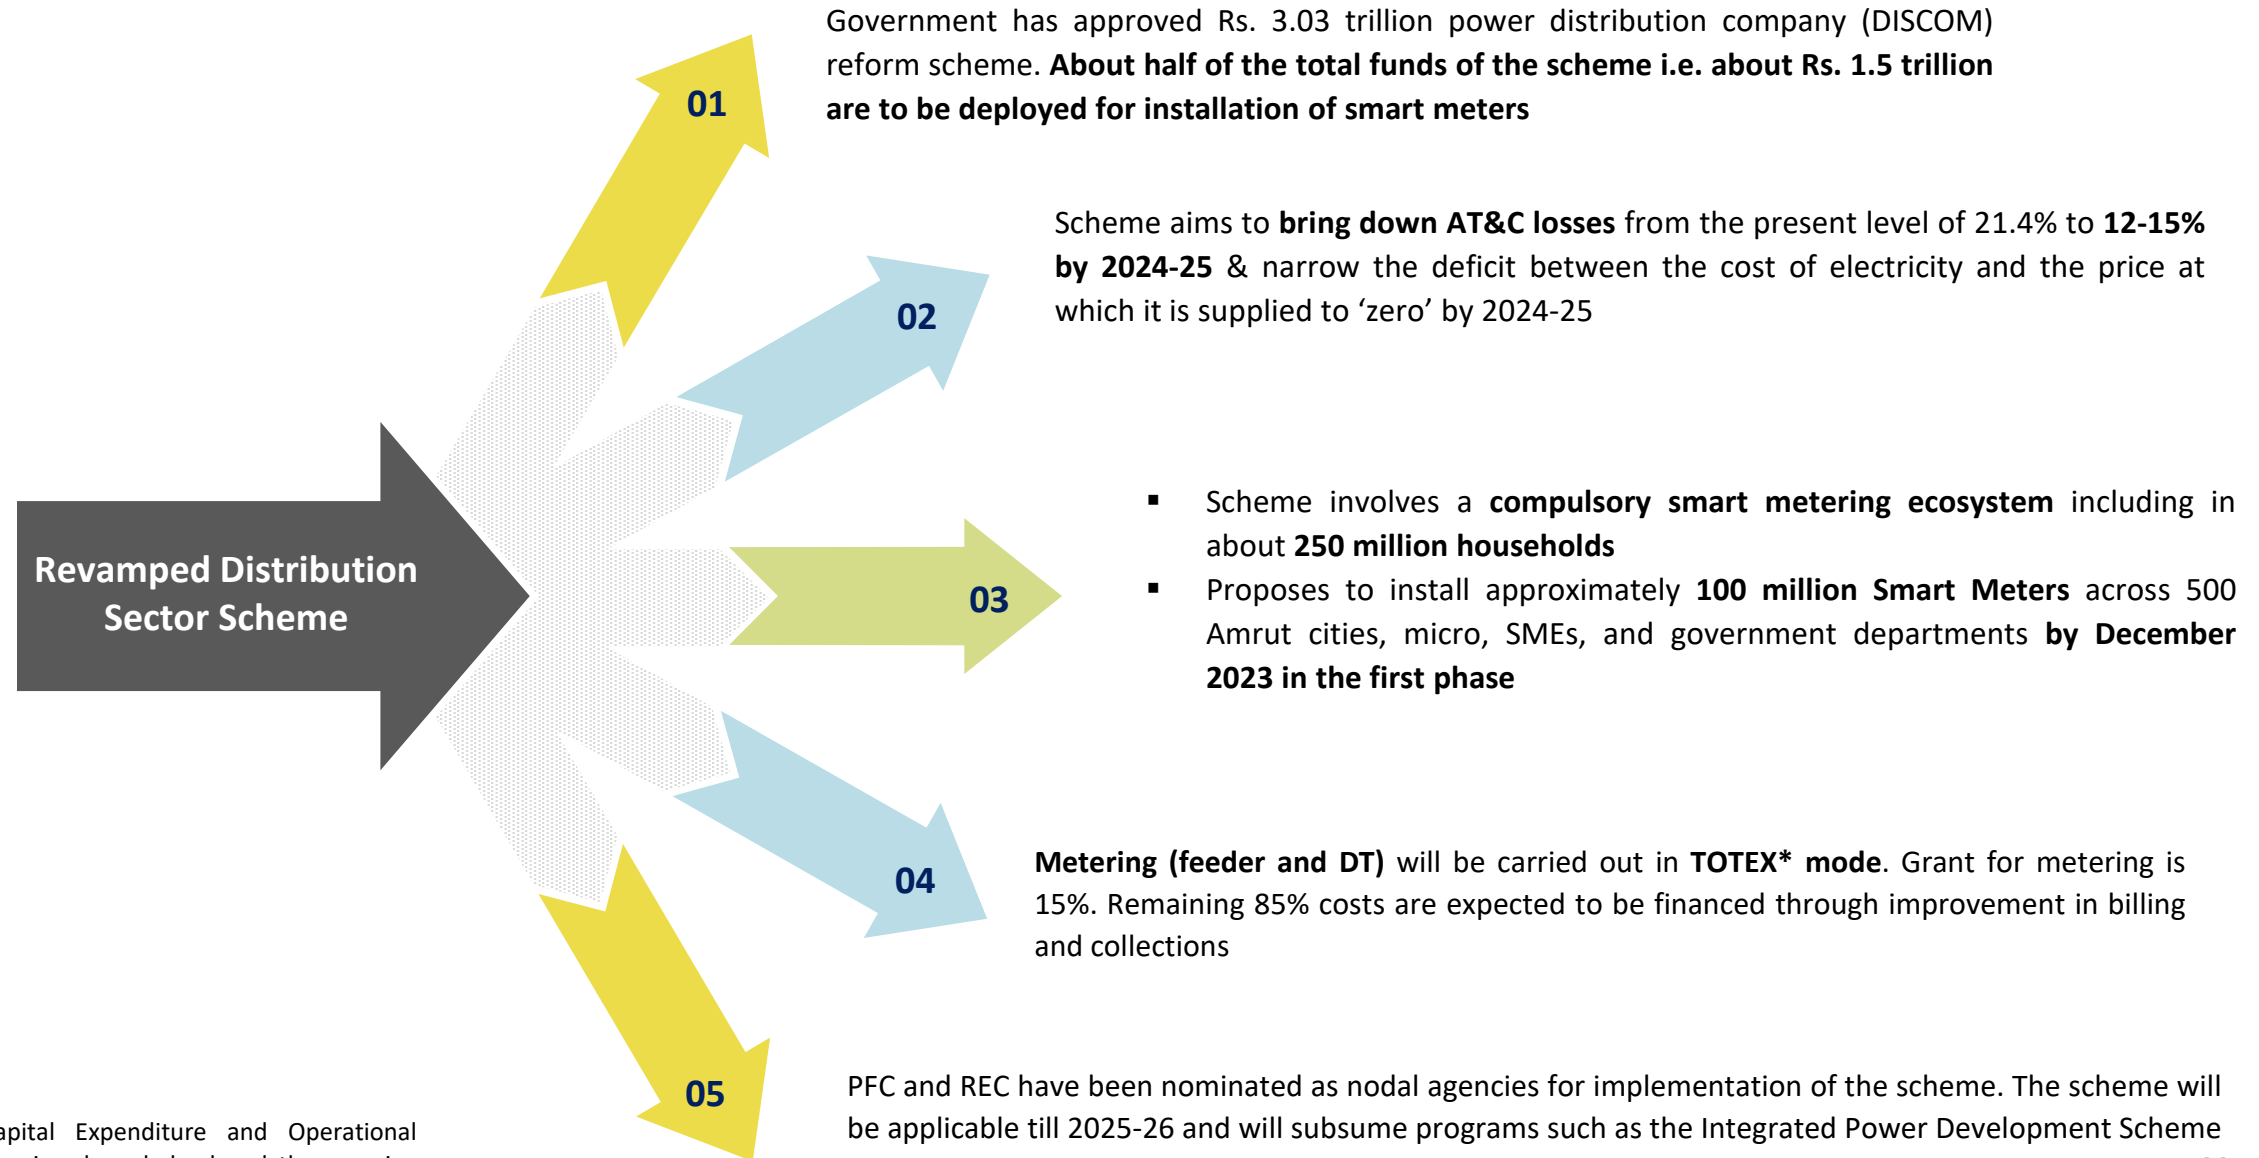 Government has approved Rs. 3.03 trillion power distribution company (DISCOM)
reform scheme. About half of the total funds of the scheme i.e. about Rs. 1.5 trillion
are to be deployed for installation of smart meters
01
Scheme aims to bring down AT&C losses from the present level of 21.4% to 12-15%
by 2024-25 & narrow the deficit between the cost of electricity and the price at
which it is supplied to ‘zero’ by 2024-25
02
Revamped Distribution
Sector Scheme
▪ Scheme involves a compulsory smart metering ecosystem including in
about 250 million households
▪ Proposes to install approximately 100 million Smart Meters across 500
Amrut cities, micro, SMEs, and government departments by December
2023 in the first phase
03
Metering (feeder and DT) will be carried out in TOTEX* mode. Grant for metering is
15%. Remaining 85% costs are expected to be financed through improvement in billing
and collections
04
PFC and REC have been nominated as nodal agencies for implementation of the scheme. The scheme will
be applicable till 2025-26 and will subsume programs such as the Integrated Power Development Scheme
05
apital Expenditure and Operational